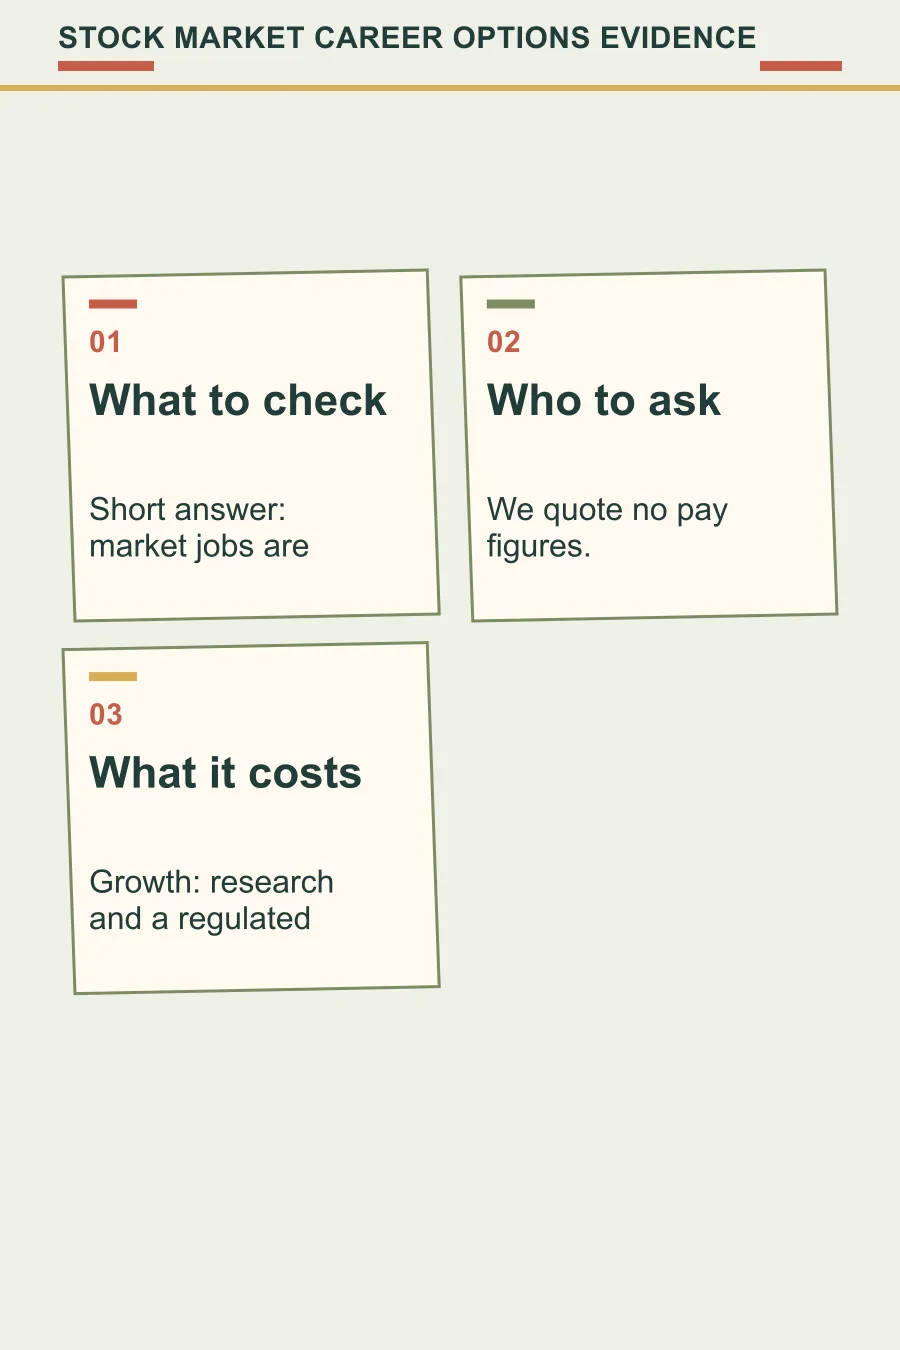 STOCK MARKET CAREER OPTIONS EVIDENCE
01
What to check
Short answer:
market jobs are
02
Who to ask
We quote no pay
figures.
03
What it costs
Growth: research
and a regulated